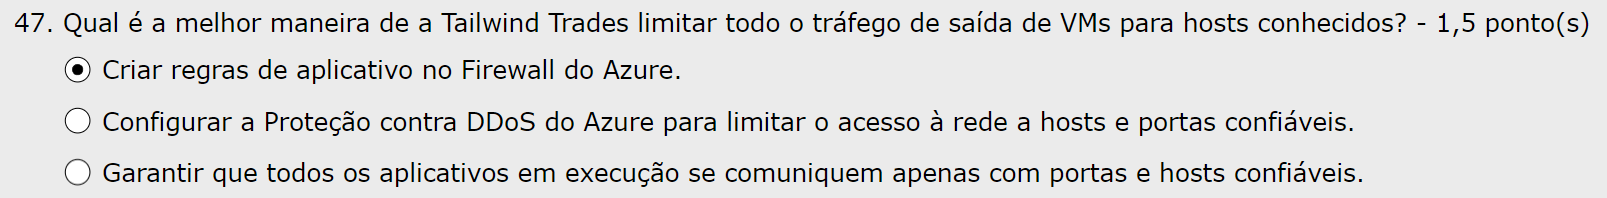 47. Qual é a melhor maneira de a Tailwind Trades limitar todo o tráfego de saída de VMs para hosts conhecidos? - 1,5 ponto(s)
Criar regras de aplicativo no Firewall do Azure.
Configurar a Proteção contra DDoS do Azure para limitar o acesso à rede a hosts e portas confiáveis.
Garantir que todos os aplicativos em execução se comuniquem apenas com portas e hosts confiáveis.